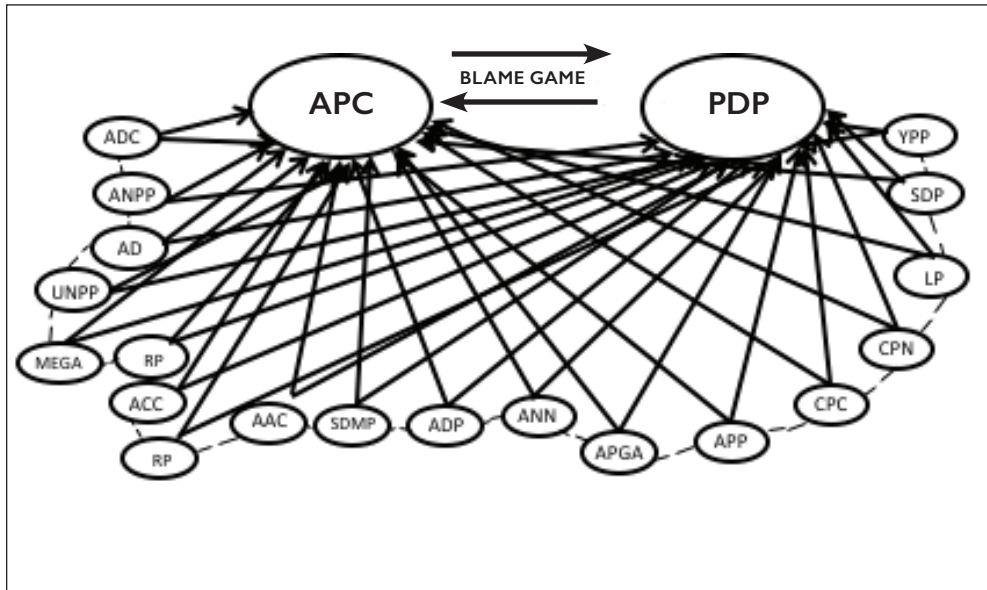 BLAME GAME
APC
PDP
ADC
YPP
ANPP
SDP
AD
UNPP
LP
MEGA
RP
CPN
ACC
AAC
SDMP
ADP
ANN
CPC
RP
APGA
APP